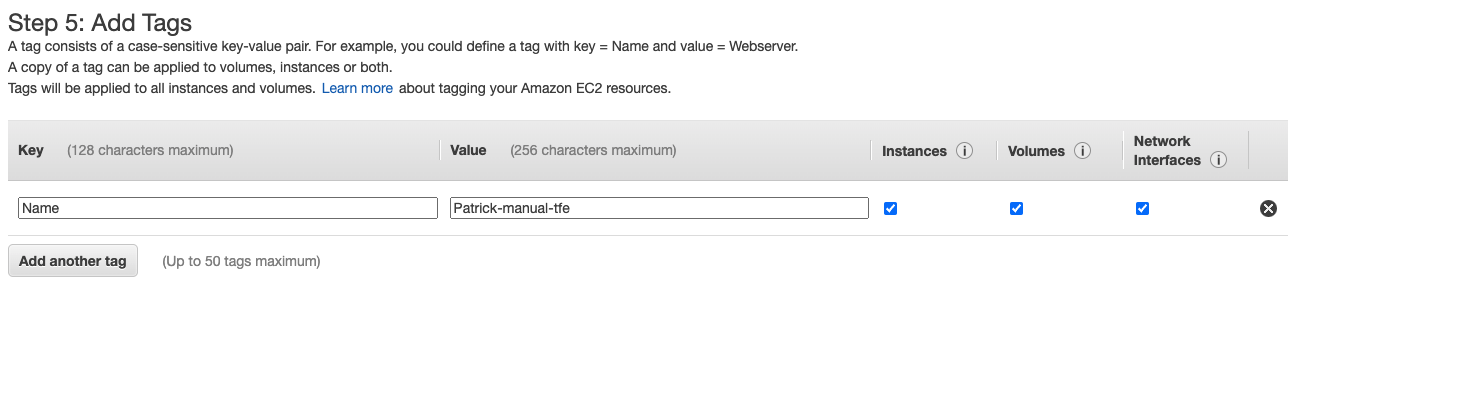 Step 5: Add Tags
A tag consists of a case-sensitive key-value pair. For example, you could define a tag with key = Name and value = Webserver.
A copy of a tag can be applied to volumes, instances or both.
Tags will be applied to all instances and volumes. Learn more about tagging your Amazon EC2 resources.
Key (128 characters maximum) Value (256 characters maximum) Instances i Volumes i Network Interfaces i
Name Patrick-manual-tfe
Add another tag (Up to 50 tags maximum)